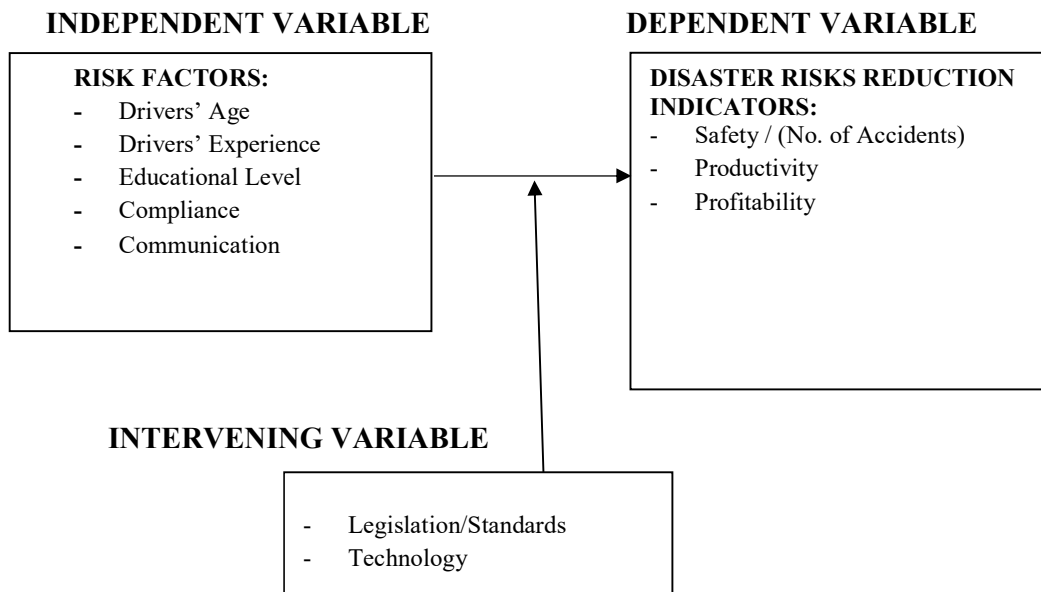 INDEPENDENT VARIABLE
RISK FACTORS:
- Drivers’ Age
- Drivers’ Experience
- Educational Level
- Compliance
- Communication
DEPENDENT VARIABLE
DISASTER RISKS REDUCTION
INDICATORS:
- Safety / (No. of Accidents)
- Productivity
- Profitability
INTERVENING VARIABLE
- Legislation/Standards
- Technology